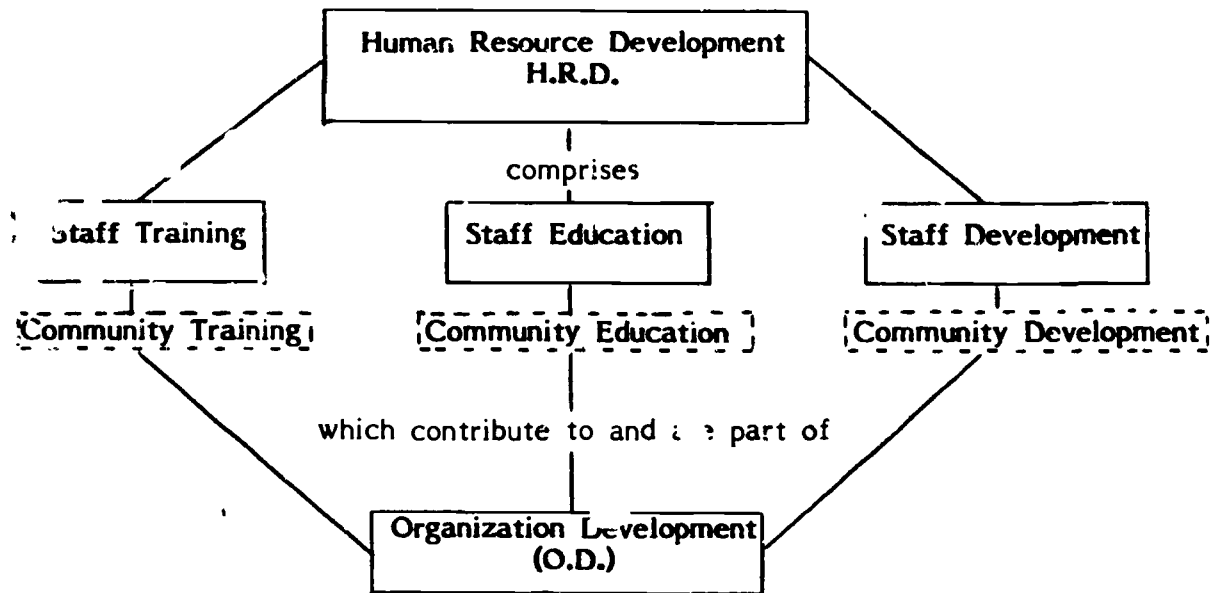 Human Resource Development
H.R.D.
comprises
Staff Training
Staff Education
Staff Development
Community Training
Community Education
Community Development
which contribute to and are part of
Organization Development
(O.D.)